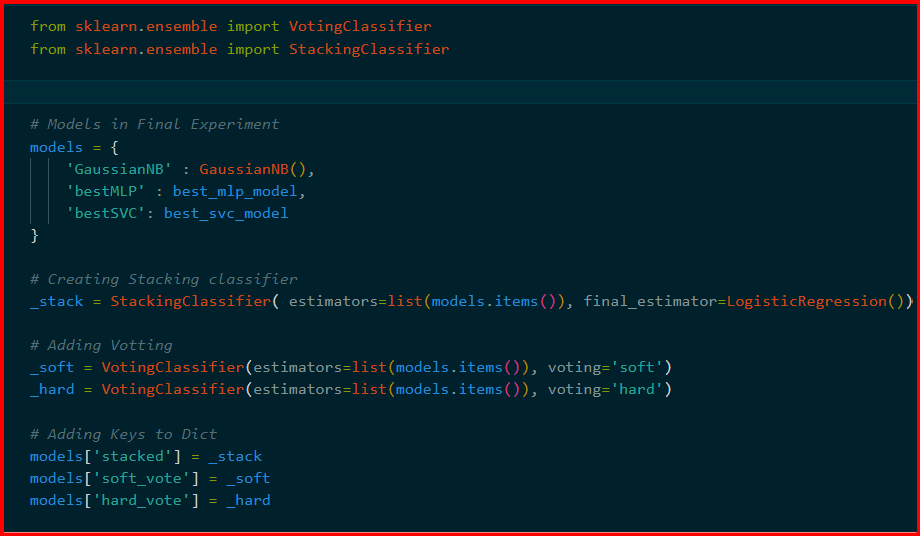 from sklearn.ensemble import VotingClassifier
from sklearn.ensemble import StackingClassifier
# Models in Final Experiment
models = {
'GaussianNB' : GaussianNB(),
'bestMLP' : best_mlp_model,
'bestSVC': best_svc_model
}
# Creating Stacking classifier
_stack = StackingClassifier( estimators=list(models.items()), final_estimator=LogisticRegression())
# Adding Votting
_soft = VotingClassifier(estimators=list(models.items()), voting='soft')
_hard = VotingClassifier(estimators=list(models.items()), voting='hard')
# Adding Keys to Dict
models['stacked'] = _stack
models['soft_vote'] = _soft
models['hard_vote'] = _hard